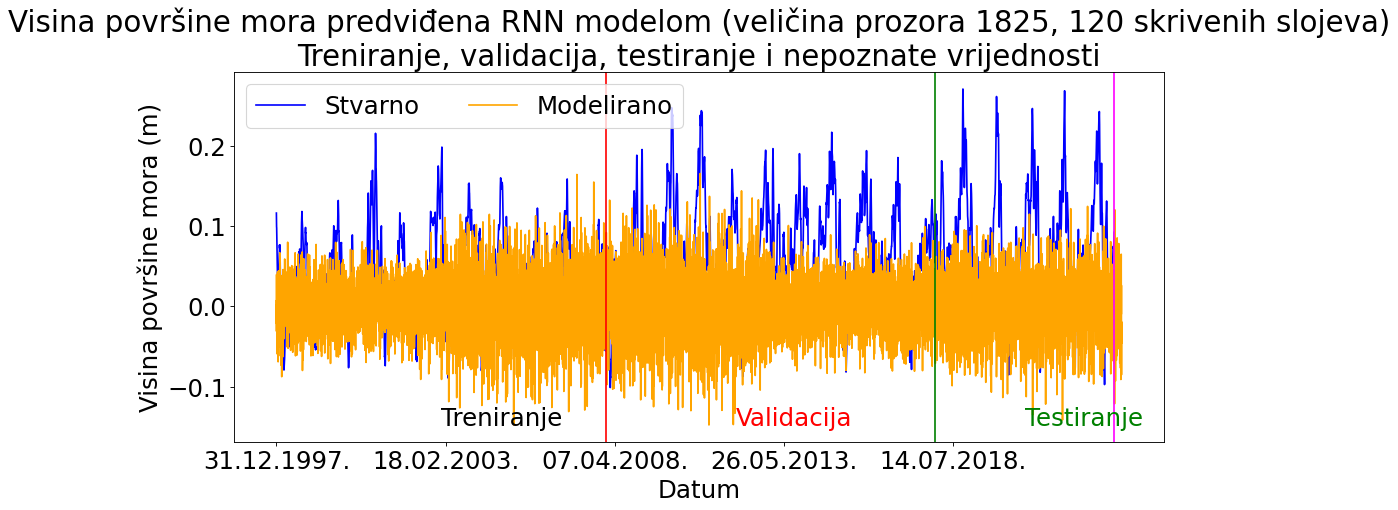 Visina površine mora predviđena RNN modelom (veličina prozora 1825, 120 skrivenih slojeva)
Treniranje, validacija, testiranje i nepoznate vrijednosti
Stvarno Modelirano
Visina površine mora (m)
0.2
0.1
0.0
−0.1
Treniranje Validacija Testiranje
31.12.1997. 18.02.2003. 07.04.2008. 26.05.2013. 14.07.2018.
Datum